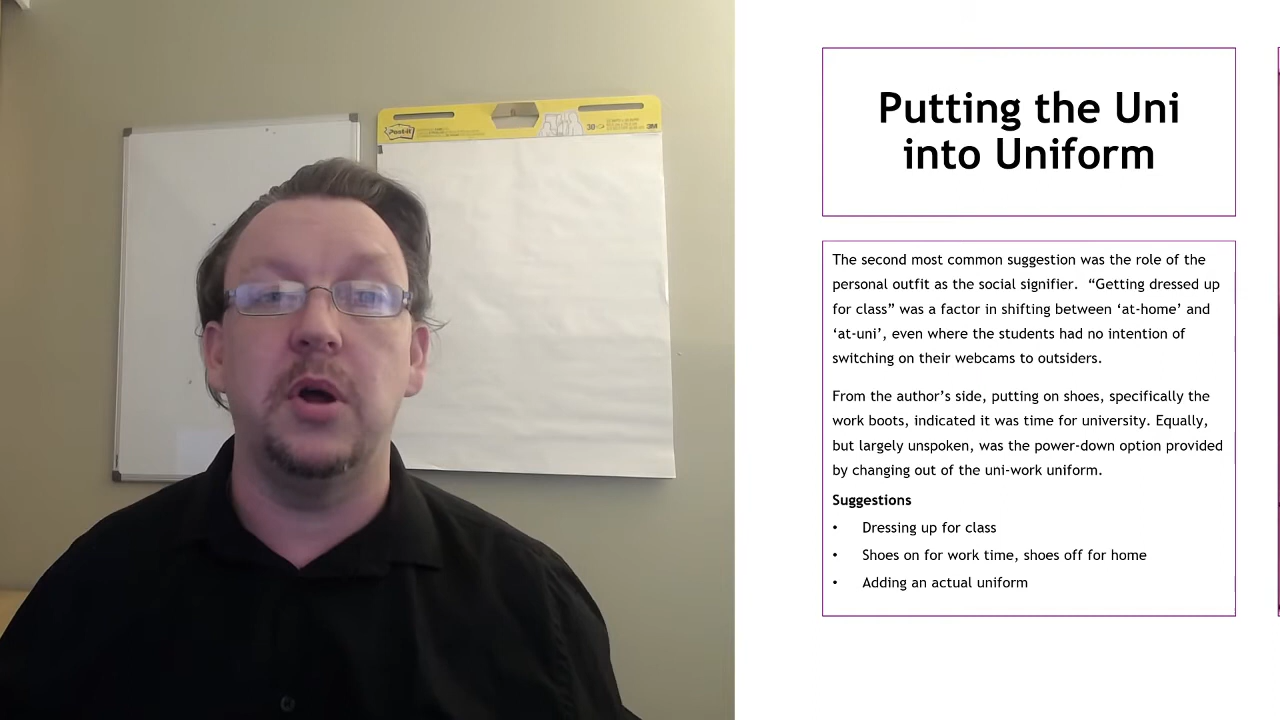 Post-it
30
3M
Putting the Uni
into Uniform
The second most common suggestion was the role of the
personal outfit as the social signifier.  “Getting dressed up
for class” was a factor in shifting between ‘at-home’ and
‘at-uni’, even where the students had no intention of
switching on their webcams to outsiders.
From the author’s side, putting on shoes, specifically the
work boots, indicated it was time for university. Equally,
but largely unspoken, was the power-down option provided
by changing out of the uni-work uniform.
Suggestions
• Dressing up for class
• Shoes on for work time, shoes off for home
• Adding an actual uniform